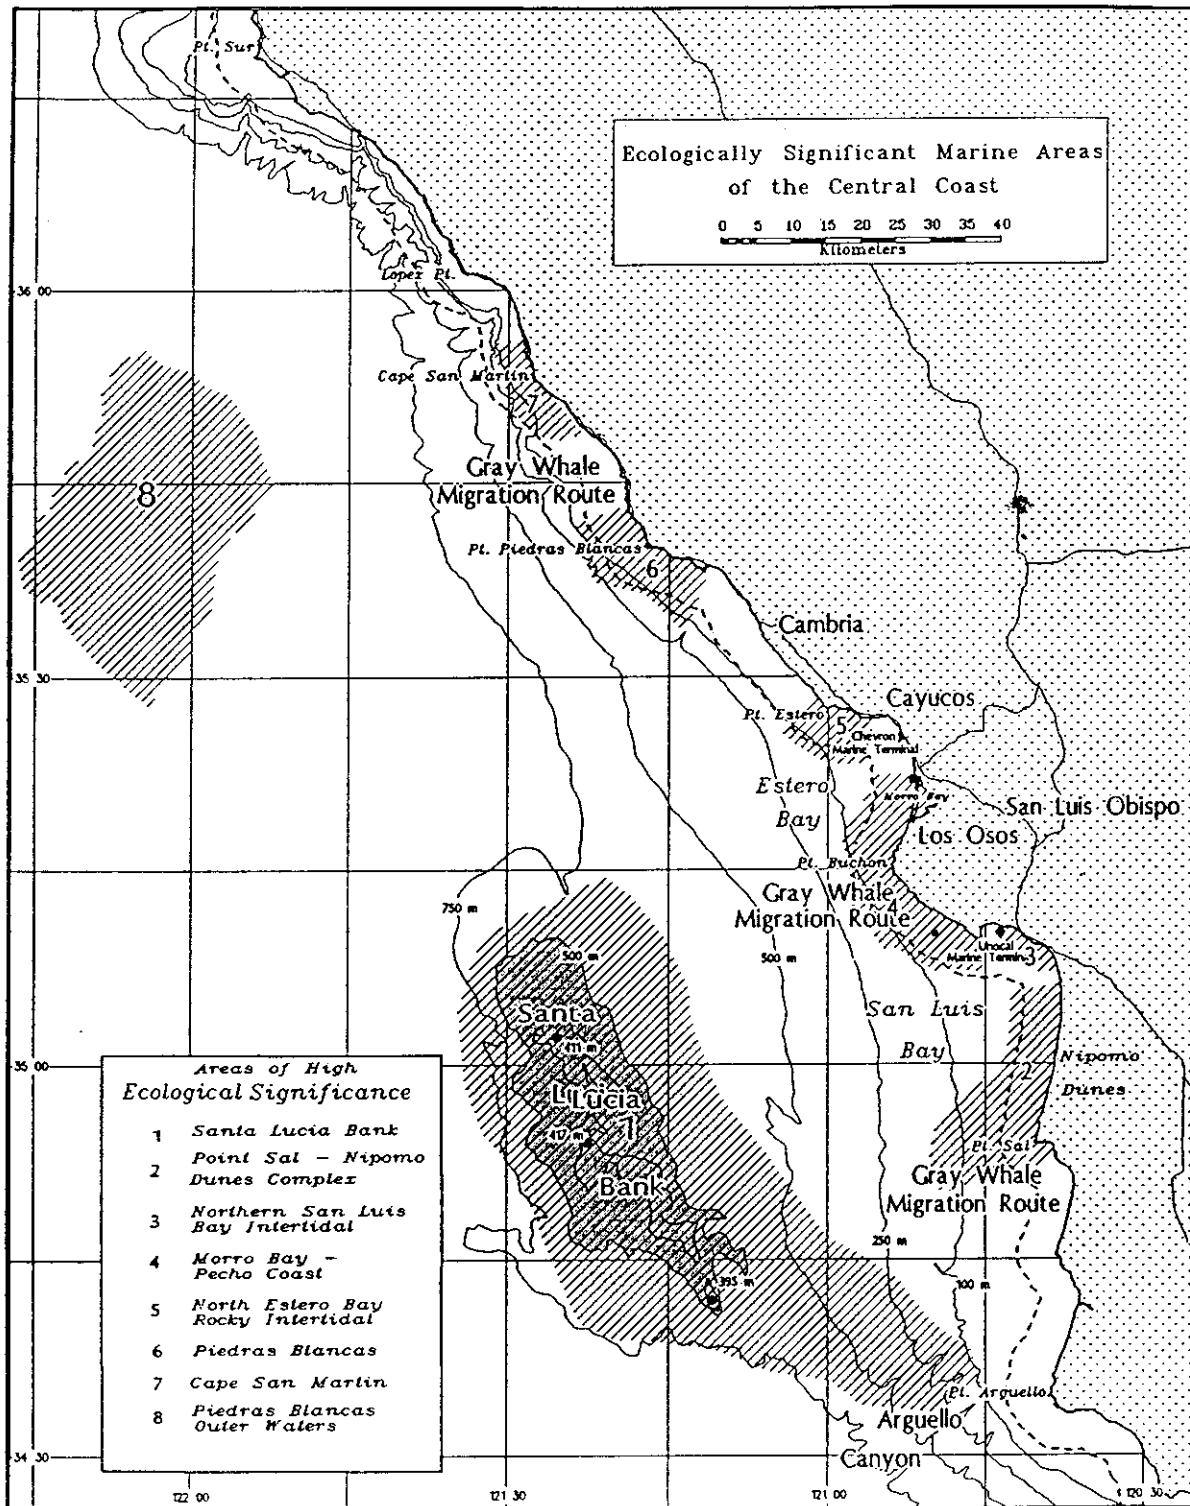 Pt. Sur
Ecologically Significant Marine Areas
of the Central Coast
0 5 10 15 20 25 30 35 40
Kilometers
Lopez Pt.
36 00
Cape San Martin
7
Gray Whale
Migration Route
8
Pt. Piedras Blancas
6
Cambria
35 30
Cayucos
Pt. Estero
5
Chevron
Marine Terminal
Estero
Bay
Morro Bay
San Luis Obispo
Los Osos
Pt. Buchon
Gray Whale
Migration Route
4
750 m
500 m
500 m
Unocal
Marine Termin
3
Santa
San Luis
Bay
411 m
35 00
2
Nipomo
Dunes
Lucia
1
417 m
Pt. Sal
Bank
Gray Whale
Migration Route
250 m
395 m
100 m
Pt. Arguello
Arguello
Canyon
34 30
122 00
121 30
121 00
120 30
Areas of High
Ecological Significance
1 Santa Lucia Bank
2 Point Sal – Nipomo
Dunes Complex
3 Northern San Luis
Bay Intertidal
4 Morro Bay –
Pecho Coast
5 North Estero Bay
Rocky Intertidal
6 Piedras Blancas
7 Cape San Martin
8 Piedras Blancas
Outer Waters